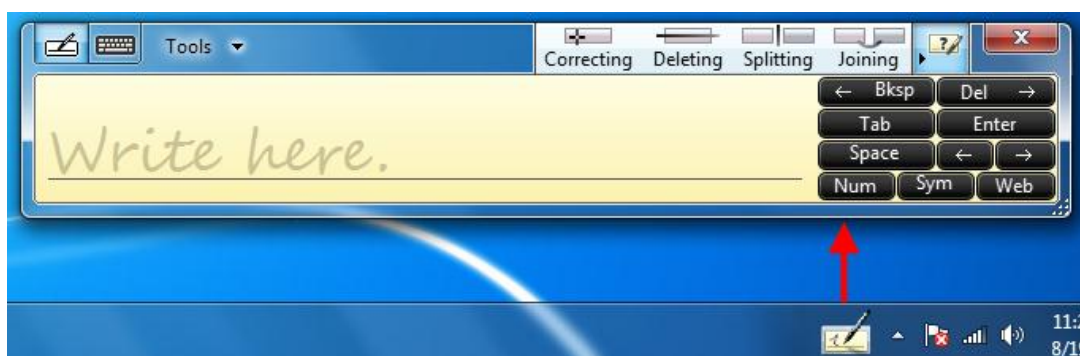 Tools
Correcting Deleting Splitting Joining
Write here.
← Bksp Del →
Tab Enter
Space ← →
Num Sym Web